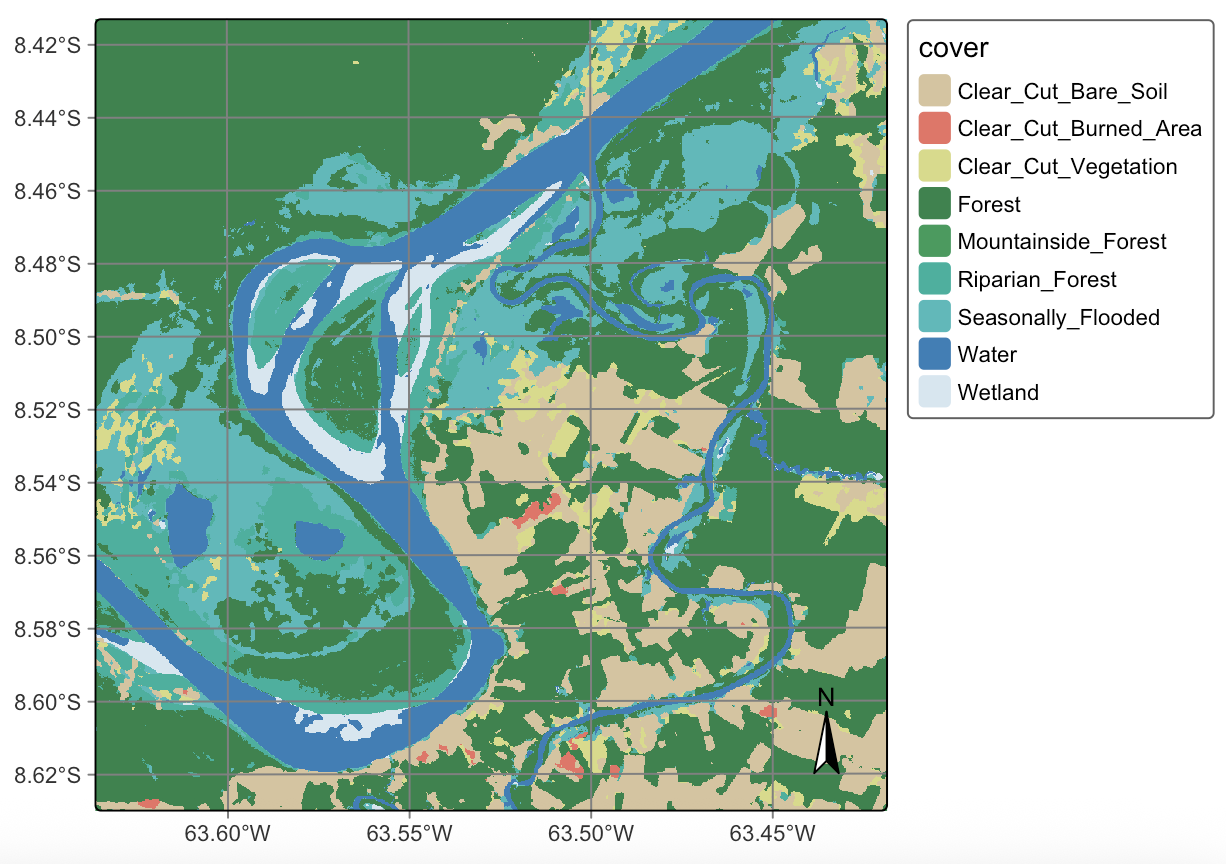 cover
Clear_Cut_Bare_Soil
Clear_Cut_Burned_Area
Clear_Cut_Vegetation
Forest
Mountainside_Forest
Riparian_Forest
Seasonally_Flooded
Water
Wetland
8.42°S
8.44°S
8.46°S
8.48°S
8.50°S
8.52°S
8.54°S
8.56°S
8.58°S
8.60°S
8.62°S
N
63.60°W 63.55°W 63.50°W 63.45°W